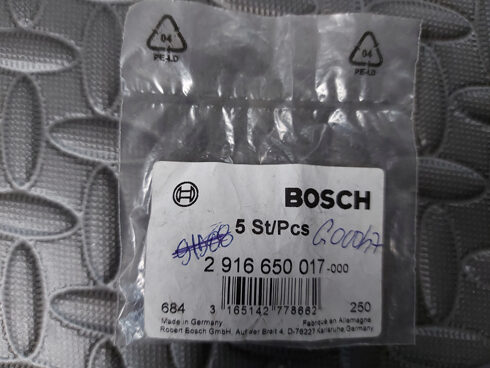 04 04
PE-LD PE-LD
BOSCH
5 St/Pcs
2 916 650 017-000
684 3 165142 778662 250
Made in Germany Fabriqué en Allemagne
Robert Bosch GmbH, Auf der Breit 4, D-76227 Karlsruhe, Germany